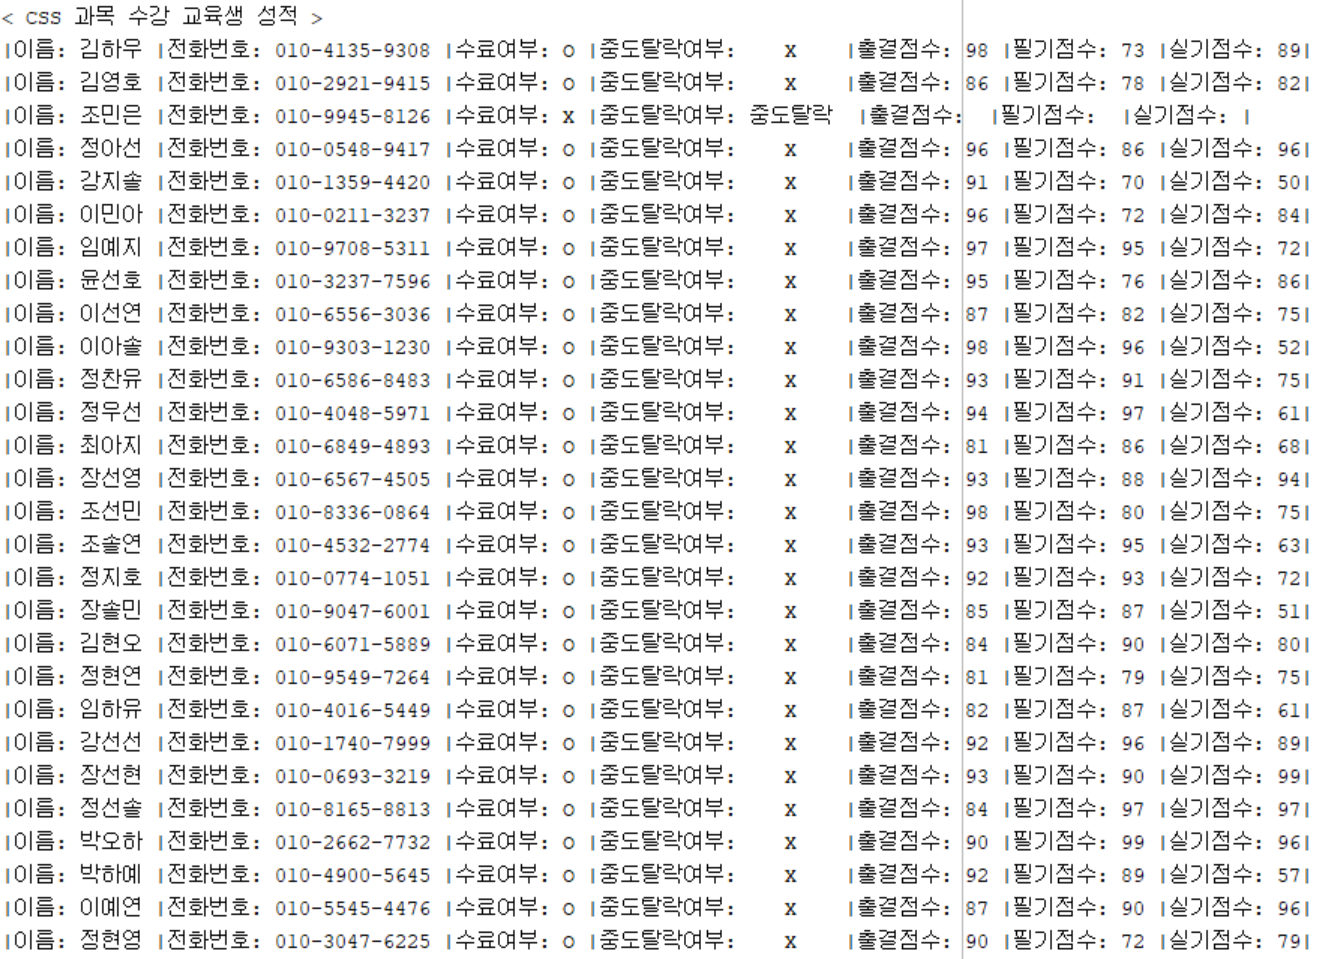 < css 과목 수강 교육생 성적 >
|이름: 김하우 |전화번호: 010-4135-9308 |수료여부: o |중도탈락여부: x |출결점수: 98 |필기점수: 73 |실기점수: 89|
|이름: 김영호 |전화번호: 010-2921-9415 |수료여부: o |중도탈락여부: x |출결점수: 86 |필기점수: 78 |실기점수: 82|
|이름: 조민은 |전화번호: 010-9945-8126 |수료여부: x |중도탈락여부: 중도탈락 |출결점수: |필기점수: |실기점수: |
|이름: 정아선 |전화번호: 010-0548-9417 |수료여부: o |중도탈락여부: x |출결점수: 96 |필기점수: 86 |실기점수: 96|
|이름: 강지솔 |전화번호: 010-1359-4420 |수료여부: o |중도탈락여부: x |출결점수: 91 |필기점수: 70 |실기점수: 50|
|이름: 이민아 |전화번호: 010-0211-3237 |수료여부: o |중도탈락여부: x |출결점수: 96 |필기점수: 72 |실기점수: 84|
|이름: 임예지 |전화번호: 010-9708-5311 |수료여부: o |중도탈락여부: x |출결점수: 97 |필기점수: 95 |실기점수: 72|
|이름: 윤선호 |전화번호: 010-3237-7596 |수료여부: o |중도탈락여부: x |출결점수: 95 |필기점수: 76 |실기점수: 86|
|이름: 이선연 |전화번호: 010-6556-3036 |수료여부: o |중도탈락여부: x |출결점수: 87 |필기점수: 82 |실기점수: 75|
|이름: 이아솔 |전화번호: 010-9303-1230 |수료여부: o |중도탈락여부: x |출결점수: 98 |필기점수: 96 |실기점수: 52|
|이름: 정찬유 |전화번호: 010-6586-8483 |수료여부: o |중도탈락여부: x |출결점수: 93 |필기점수: 91 |실기점수: 75|
|이름: 정우선 |전화번호: 010-4048-5971 |수료여부: o |중도탈락여부: x |출결점수: 94 |필기점수: 97 |실기점수: 61|
|이름: 최아지 |전화번호: 010-6849-4893 |수료여부: o |중도탈락여부: x |출결점수: 81 |필기점수: 86 |실기점수: 68|
|이름: 장선영 |전화번호: 010-6567-4505 |수료여부: o |중도탈락여부: x |출결점수: 93 |필기점수: 88 |실기점수: 94|
|이름: 조선민 |전화번호: 010-8336-0864 |수료여부: o |중도탈락여부: x |출결점수: 98 |필기점수: 80 |실기점수: 75|
|이름: 조솔연 |전화번호: 010-4532-2774 |수료여부: o |중도탈락여부: x |출결점수: 93 |필기점수: 95 |실기점수: 63|
|이름: 정지호 |전화번호: 010-0774-1051 |수료여부: o |중도탈락여부: x |출결점수: 92 |필기점수: 93 |실기점수: 72|
|이름: 장솔민 |전화번호: 010-9047-6001 |수료여부: o |중도탈락여부: x |출결점수: 85 |필기점수: 87 |실기점수: 51|
|이름: 김현오 |전화번호: 010-6071-5889 |수료여부: o |중도탈락여부: x |출결점수: 84 |필기점수: 90 |실기점수: 80|
|이름: 정현연 |전화번호: 010-9549-7264 |수료여부: o |중도탈락여부: x |출결점수: 81 |필기점수: 79 |실기점수: 75|
|이름: 임하유 |전화번호: 010-4016-5449 |수료여부: o |중도탈락여부: x |출결점수: 82 |필기점수: 87 |실기점수: 61|
|이름: 강선선 |전화번호: 010-1740-7999 |수료여부: o |중도탈락여부: x |출결점수: 92 |필기점수: 96 |실기점수: 89|
|이름: 장선현 |전화번호: 010-0693-3219 |수료여부: o |중도탈락여부: x |출결점수: 93 |필기점수: 90 |실기점수: 99|
|이름: 정선솔 |전화번호: 010-8165-8813 |수료여부: o |중도탈락여부: x |출결점수: 84 |필기점수: 97 |실기점수: 97|
|이름: 박오하 |전화번호: 010-2662-7732 |수료여부: o |중도탈락여부: x |출결점수: 90 |필기점수: 99 |실기점수: 96|
|이름: 박하예 |전화번호: 010-4900-5645 |수료여부: o |중도탈락여부: x |출결점수: 92 |필기점수: 89 |실기점수: 57|
|이름: 이예연 |전화번호: 010-5545-4476 |수료여부: o |중도탈락여부: x |출결점수: 87 |필기점수: 90 |실기점수: 96|
|이름: 정현영 |전화번호: 010-3047-6225 |수료여부: o |중도탈락여부: x |출결점수: 90 |필기점수: 72 |실기점수: 79|